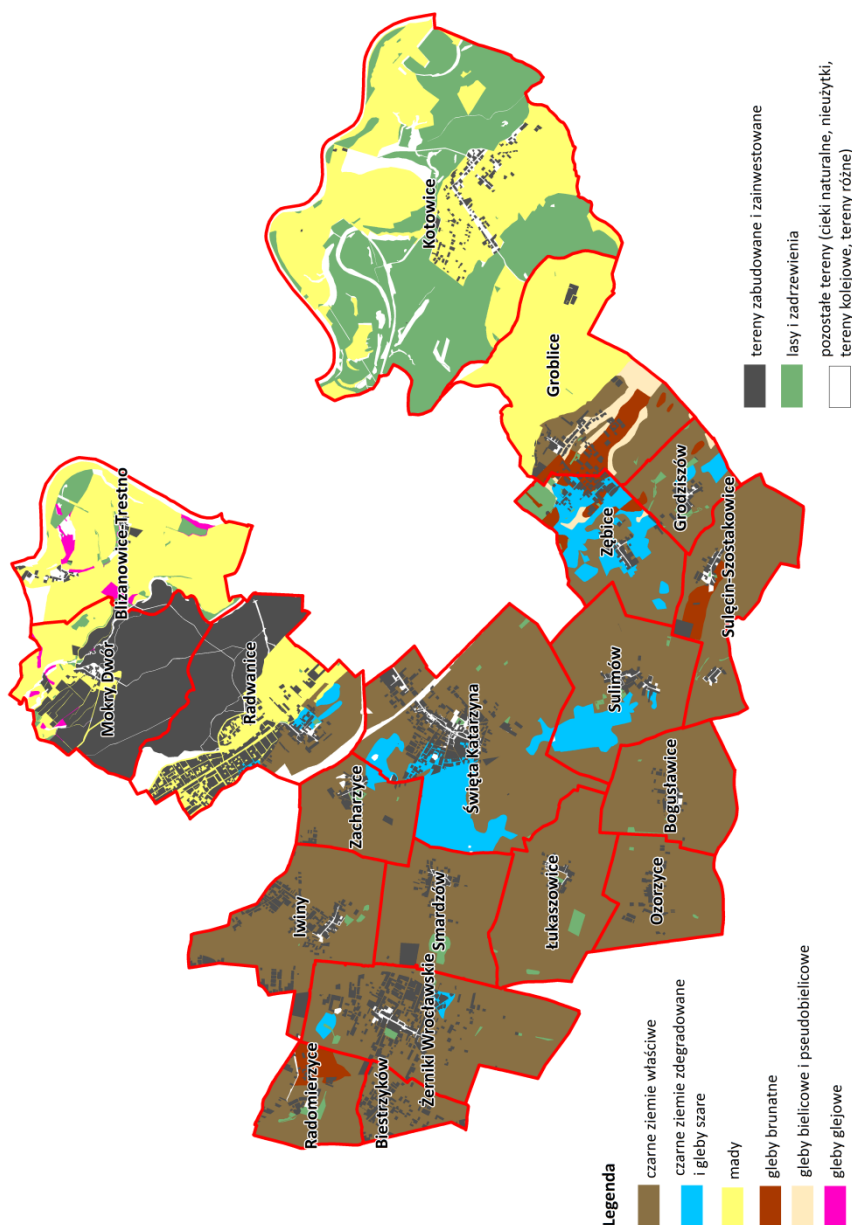 Radomierzyce
Biestrzyków
Żerniki Wrocławskie
Iwiny
Smardzów
Zacharzyce
Łukaszowice
Ozorzyce
Święta Katarzyna
Bogusławice
Radwanice
Mokry Dwór
Blizanowice-Trestno
Sulimów
Sulęcin-Szostakowice
Zębice
Grodziszów
Groblice
Kotowice
Legenda
czarne ziemie właściwe
czarne ziemie zdegradowane
i gleby szare
mady
gleby brunatne
gleby bielicowe i pseudobielicowe
gleby glejowe
tereny zabudowane i zainwestowane
lasy i zadrzewienia
pozostałe tereny (cieki naturalne, nieużytki,
tereny kolejowe, tereny różne)